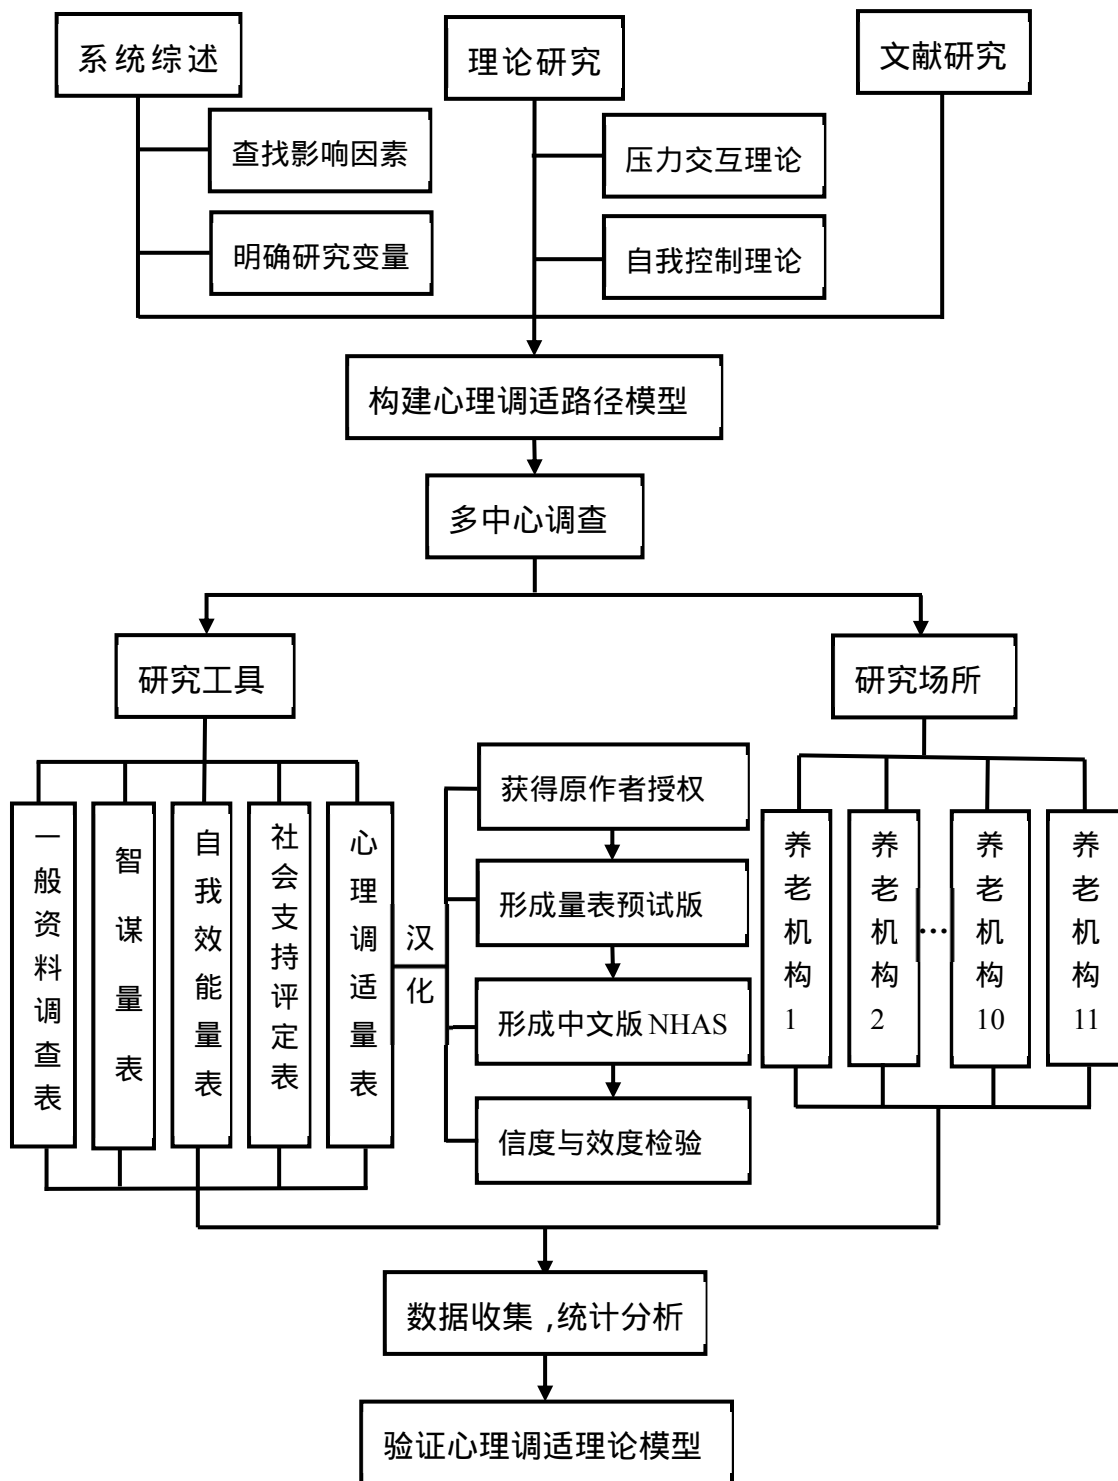 系统综述
理论研究
文献研究
查找影响因素
压力交互理论
明确研究变量
自我控制理论
构建心理调适路径模型
多中心调查
研究工具
研究场所
一般资料调查表
智谋量表
自我效能量表
社会支持评定表
心理调适量表
汉化
获得原作者授权
形成量表预试版
形成中文版 NHAS
信度与效度检验
养老机构1
养老机构2
…
养老机构10
养老机构11
数据收集,统计分析
验证心理调适理论模型